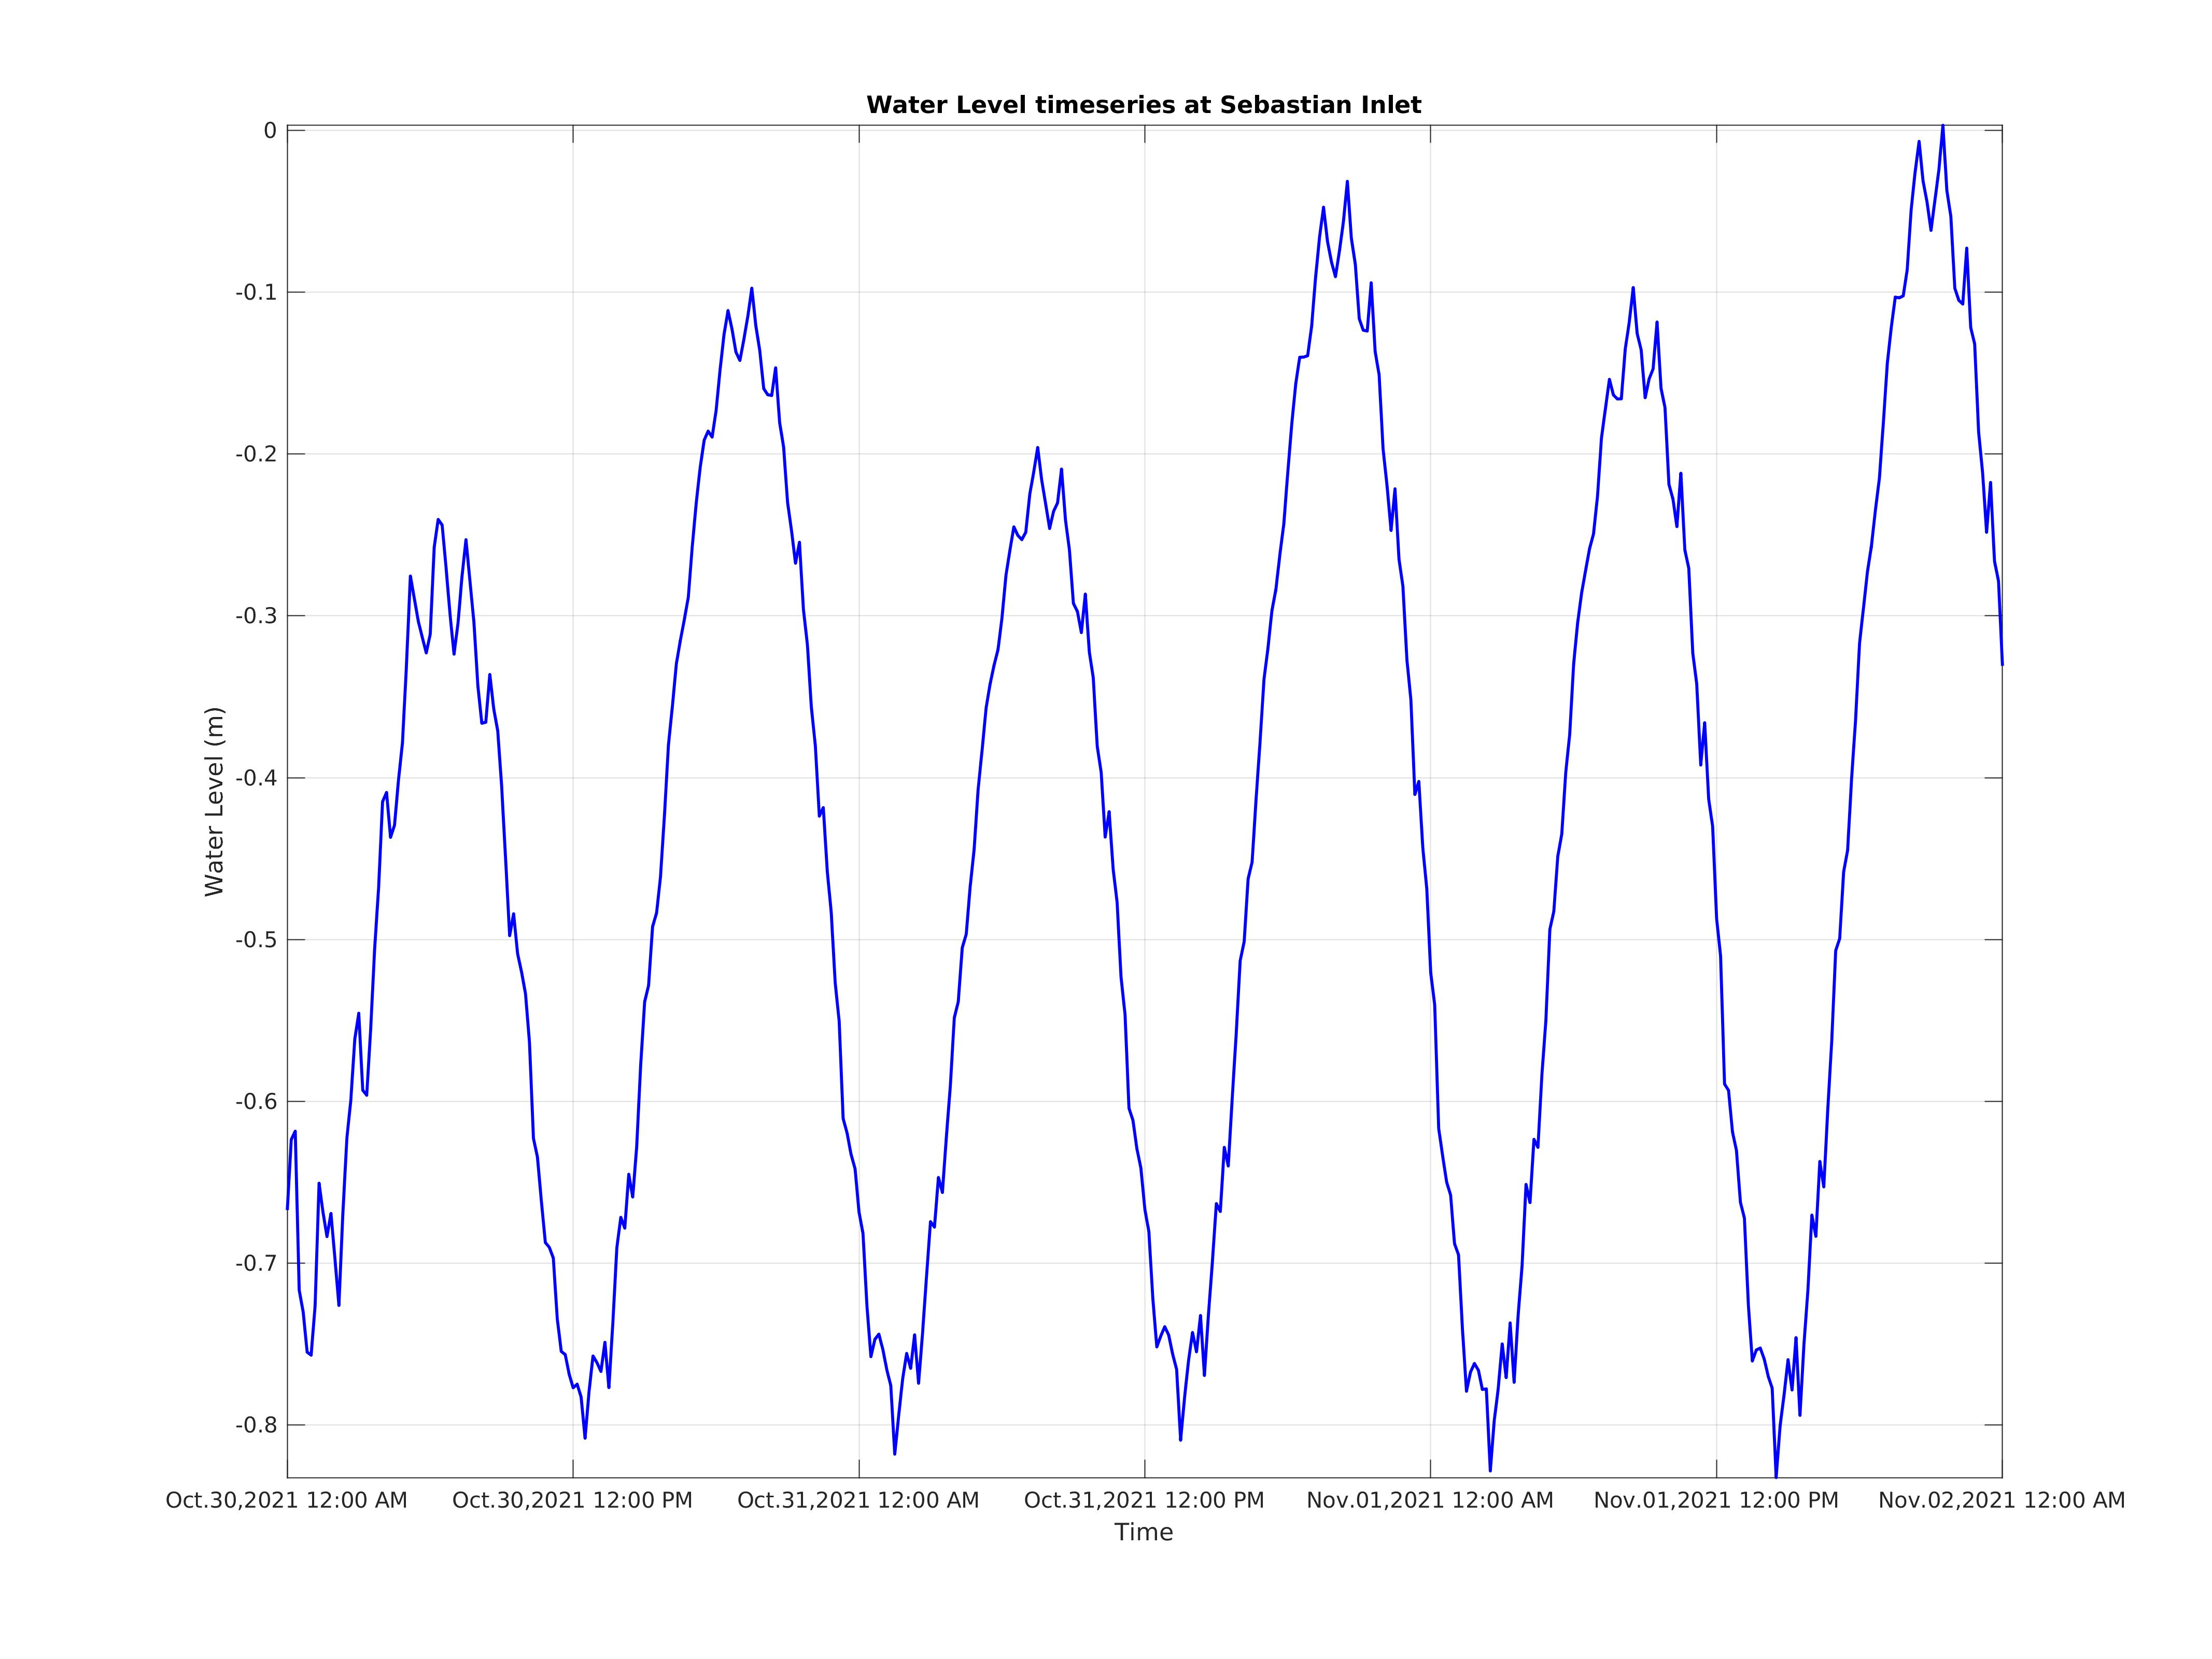 Water Level timeseries at Sebastian Inlet
0
-0.1
-0.2
-0.3
-0.4
-0.5
-0.6
-0.7
-0.8
Water Level (m)
Oct.30,2021 12:00 AM Oct.30,2021 12:00 PM Oct.31,2021 12:00 AM Oct.31,2021 12:00 PM Nov.01,2021 12:00 AM Nov.01,2021 12:00 PM Nov.02,2021 12:00 AM
Time